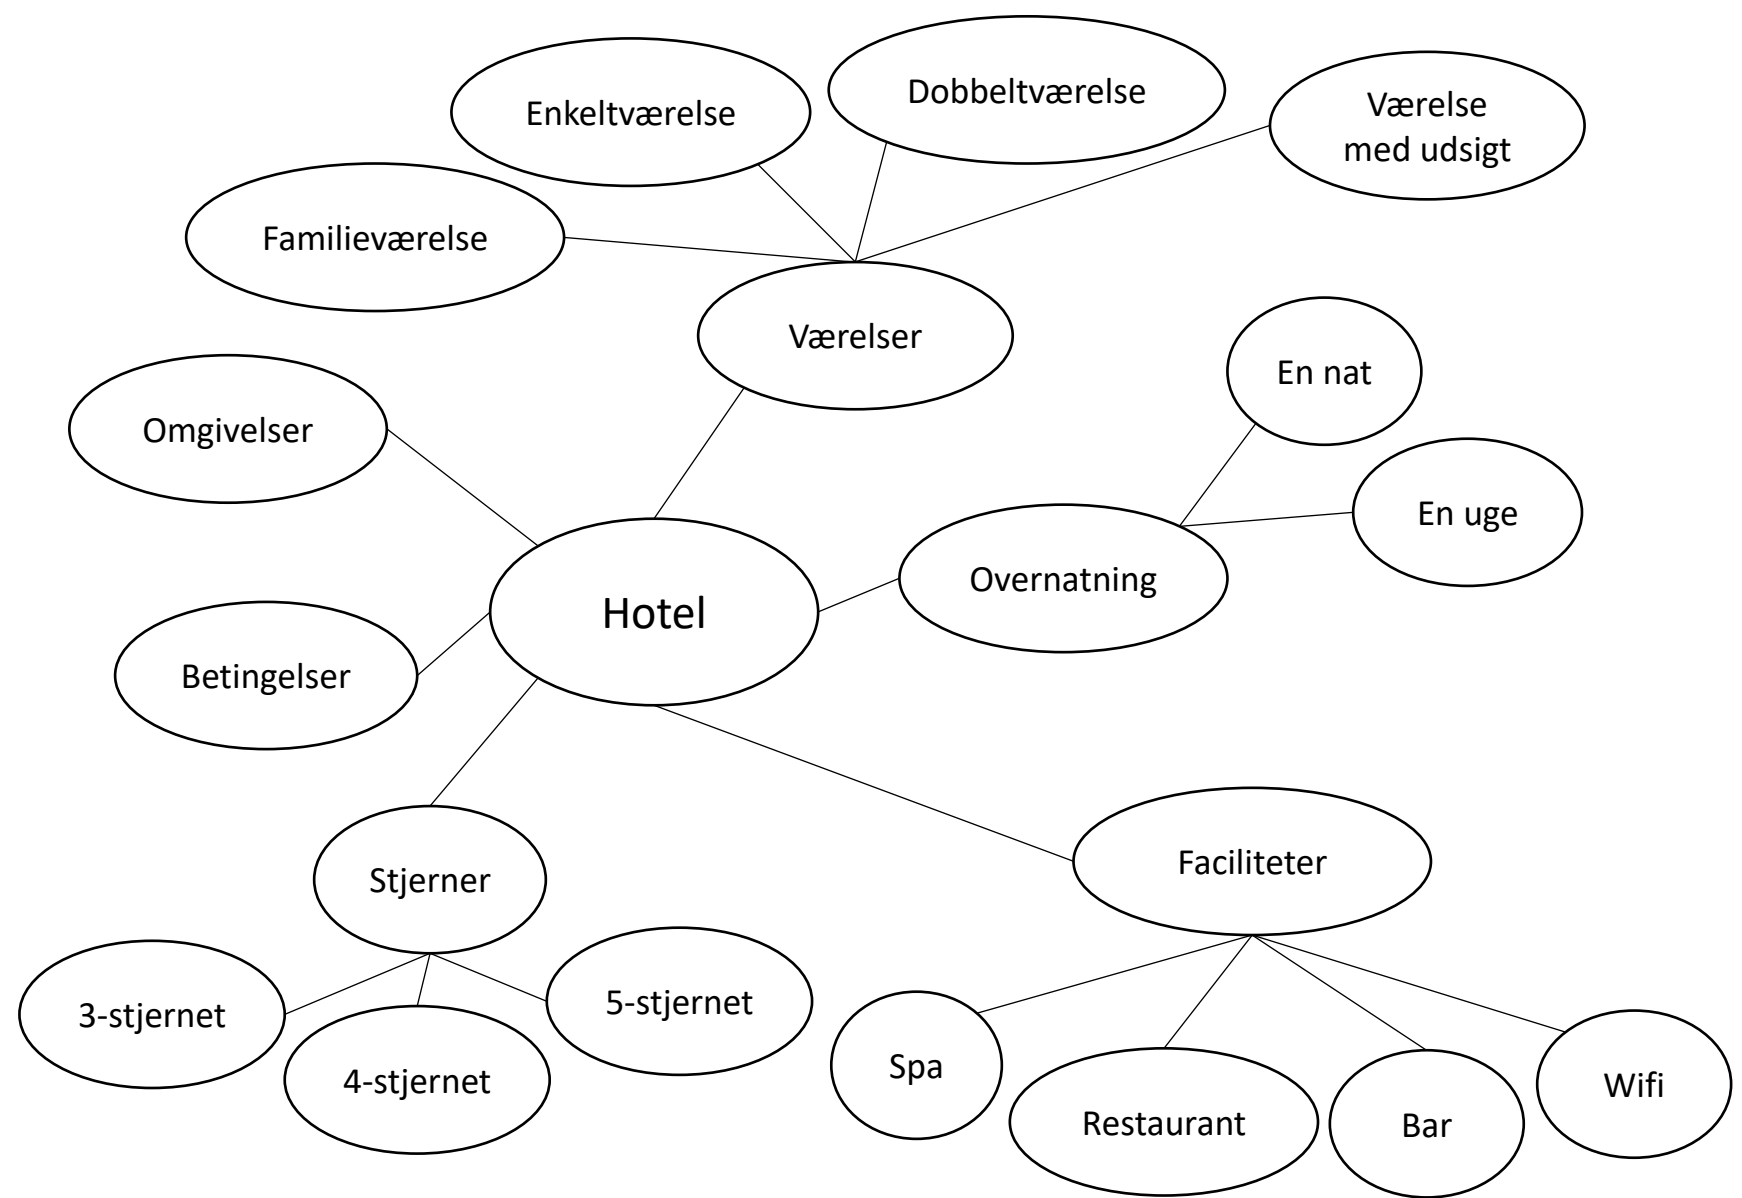 Enkeltværelse
Dobbeltværelse
Værelse
med udsigt
Familieværelse
Værelser
En nat
Omgivelser
En uge
Overnatning
Hotel
Betingelser
Stjerner
Faciliteter
3-stjernet
4-stjernet
5-stjernet
Spa
Restaurant
Bar
Wifi